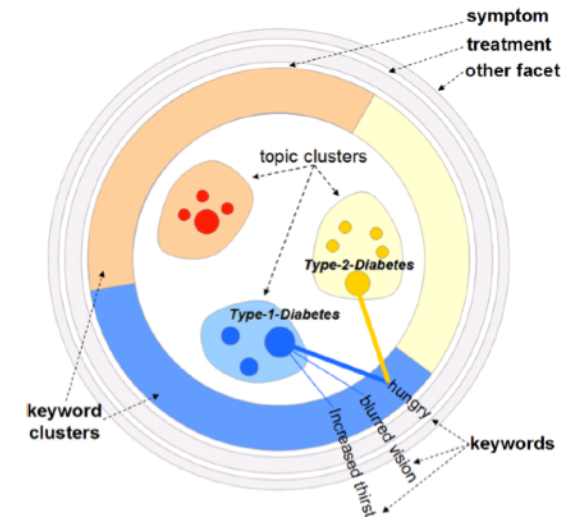 symptom
treatment
other facet
topic clusters
Type-2-Diabetes
Type-1-Diabetes
hungry
blurred vision
Increased thirst
keyword
clusters
keywords